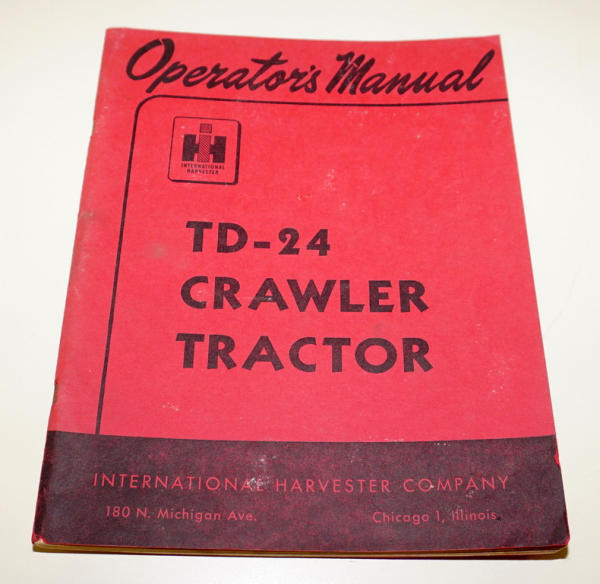 Operator's Manual
IH
INTERNATIONAL
HARVESTER
TD-24
CRAWLER
TRACTOR
INTERNATIONAL HARVESTER COMPANY
180 N. Michigan Ave. Chicago 1, Illinois